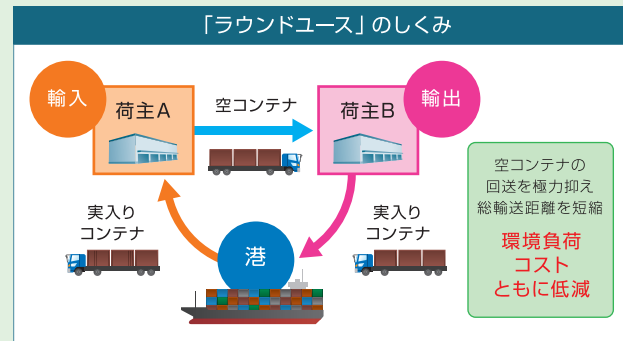 「ラウンドユース」のしくみ
輸入
荷主A
空コンテナ
荷主B
輸出
実入り
コンテナ
港
実入り
コンテナ
空コンテナの
回送を極力抑え
総輸送距離を短縮
環境負荷
コスト
ともに低減